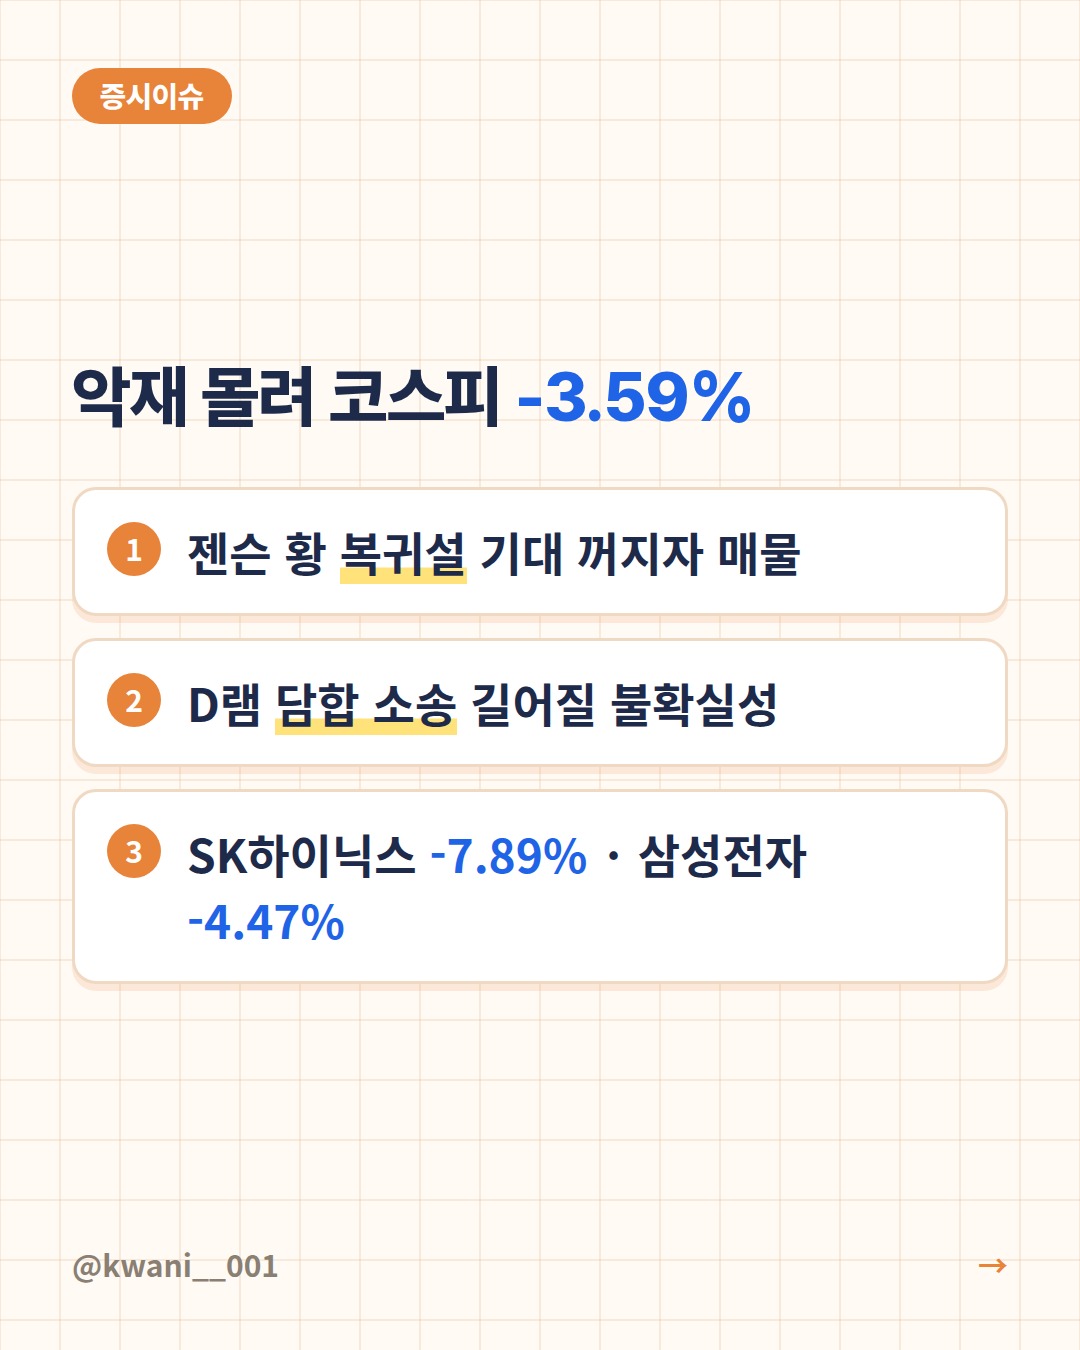 증시이슈
악재 몰려 코스피 -3.59%
1 젠슨 황 복귀설 기대 꺼지자 매물
2 D램 담합 소송 길어질 불확실성
3 SK하이닉스 -7.89% · 삼성전자
-4.47%
@kwani__001 →